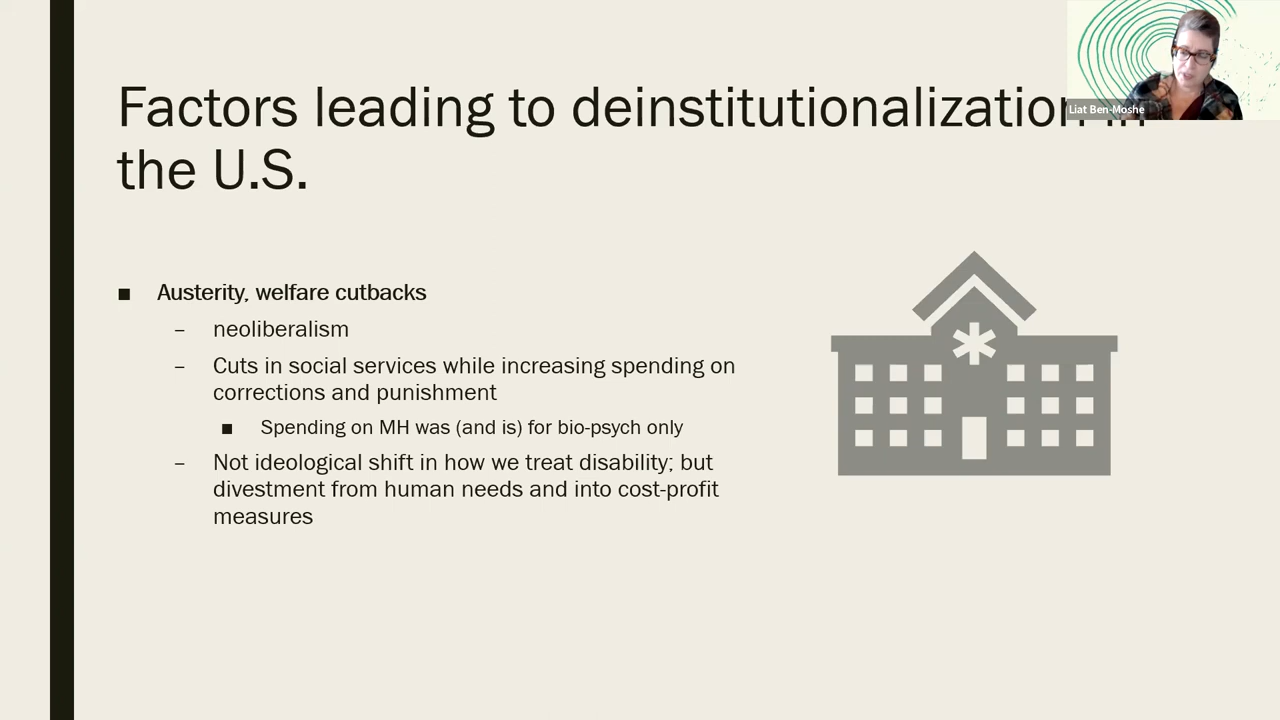 Factors leading to deinstitutionalization in
the U.S.
Liat Ben-Moshe
■ Austerity, welfare cutbacks
– neoliberalism
– Cuts in social services while increasing spending on
corrections and punishment
■ Spending on MH was (and is) for bio-psych only
– Not ideological shift in how we treat disability; but
divestment from human needs and into cost-profit
measures